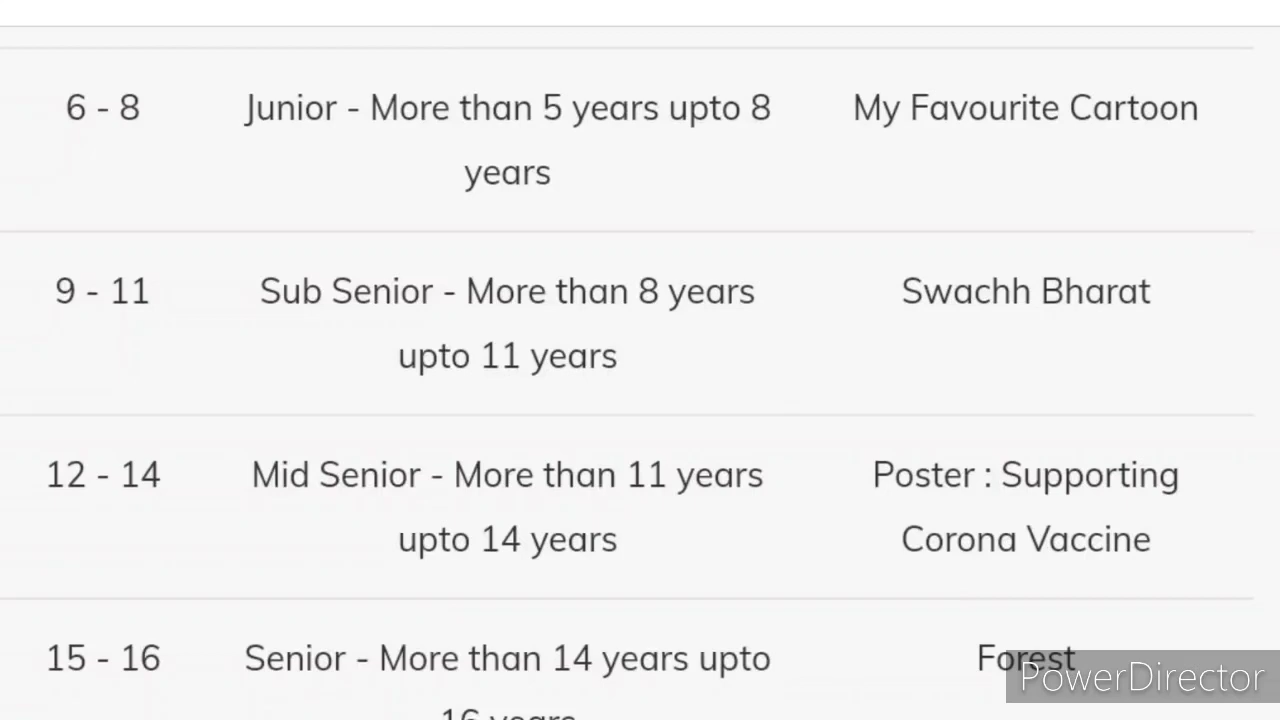 6 - 8 Junior - More than 5 years upto 8 My Favourite Cartoon
years
9 - 11 Sub Senior - More than 8 years Swachh Bharat
upto 11 years
12 - 14 Mid Senior - More than 11 years Poster : Supporting
upto 14 years Corona Vaccine
15 - 16 Senior - More than 14 years upto Forest
16 years
PowerDirector